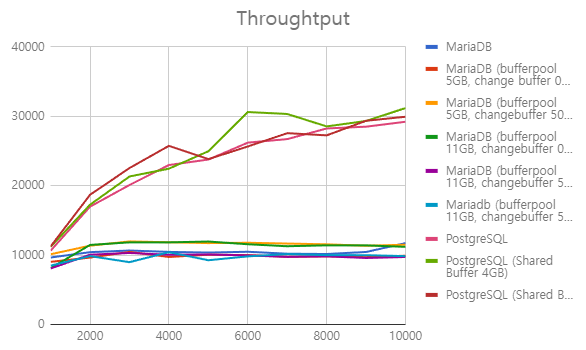 Throughtput
40000
30000
20000
10000
0
2000
4000
6000
8000
10000
MariaDB
MariaDB (bufferpool
5GB, change buffer 0...
MariaDB (bufferpool
5GB, changebuffer 50...
MariaDB (bufferpool
11GB, changebuffer 0...
MariaDB (bufferpool
11GB, changebuffer 5...
Mariadb (bufferpool
11GB, changebuffer 5...
PostgreSQL
PostgreSQL (Shared
Buffer 4GB)
PostgreSQL (Shared B...